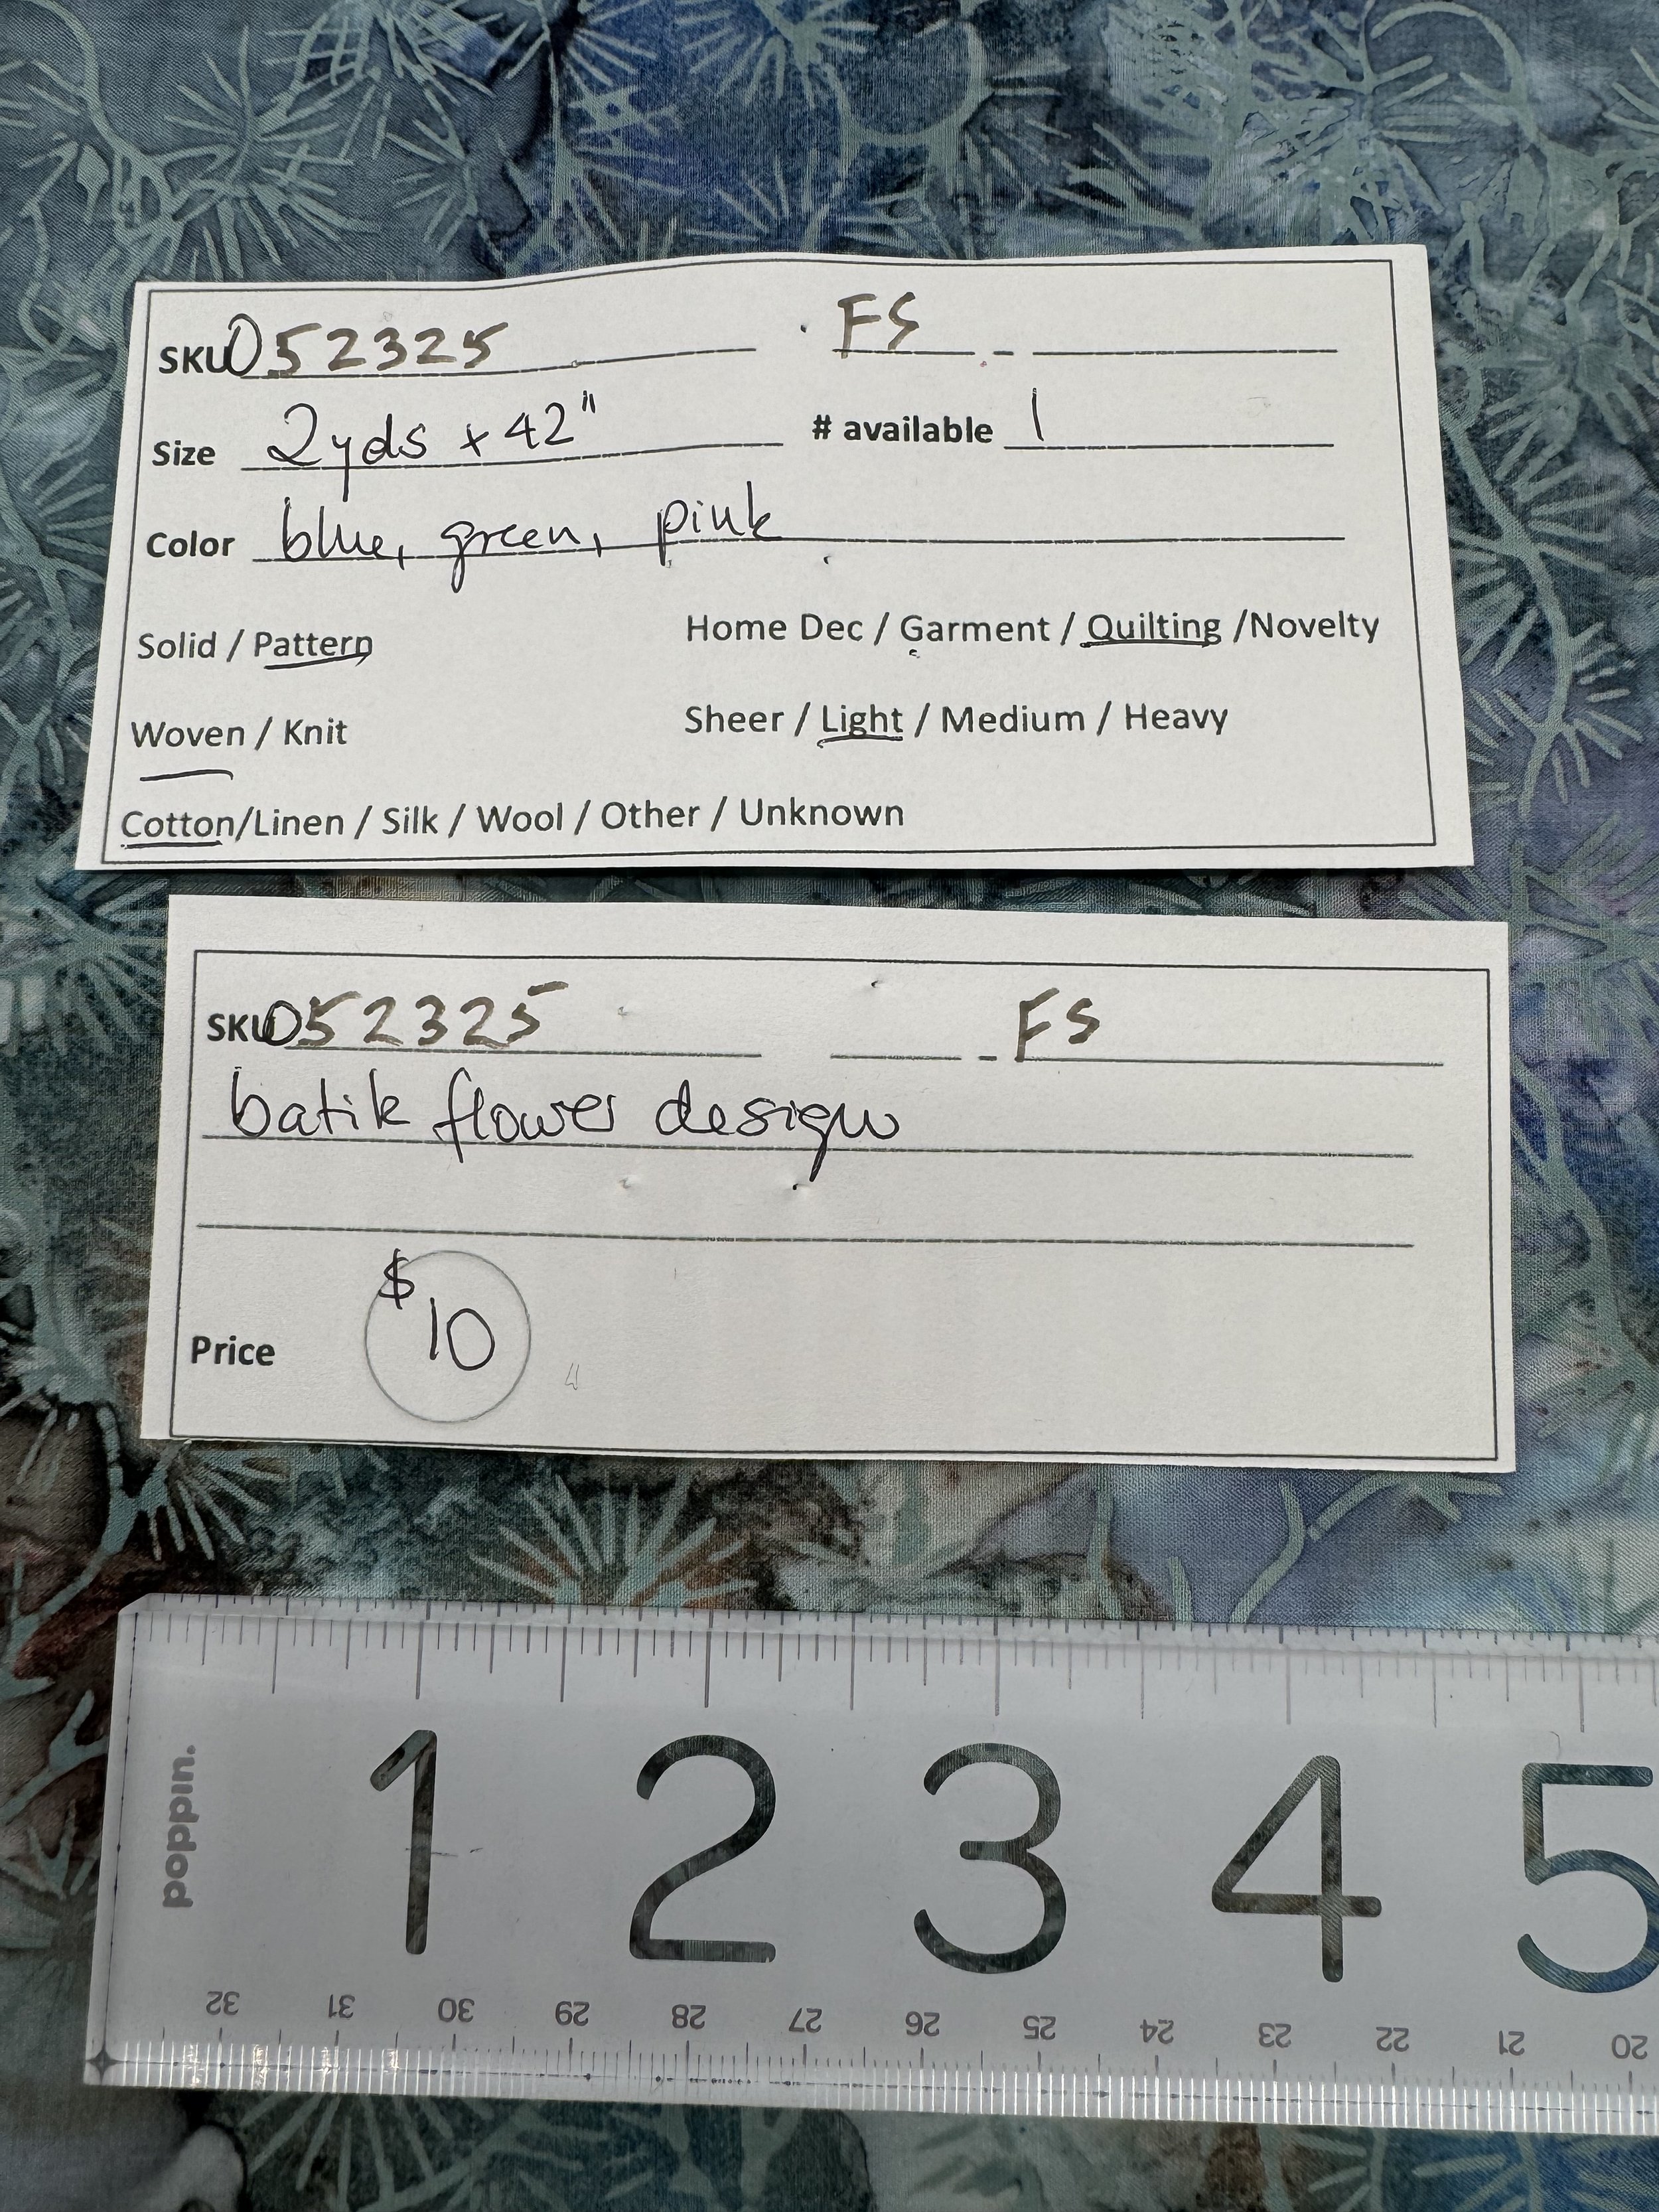 SKU 052325 FS -
Size 2yds x 42" # available 1
Color blue, green, pink
Solid / Pattern Home Dec / Garment / Quilting /Novelty
Woven / Knit Sheer / Light / Medium / Heavy
Cotton/Linen / Silk / Wool / Other / Unknown
SKU 052325 - FS
batik flower design
$
Price 10
1 2 3 4 5
poppin.
32 31 30 29 28 27 26 25 24 23 22 21 20